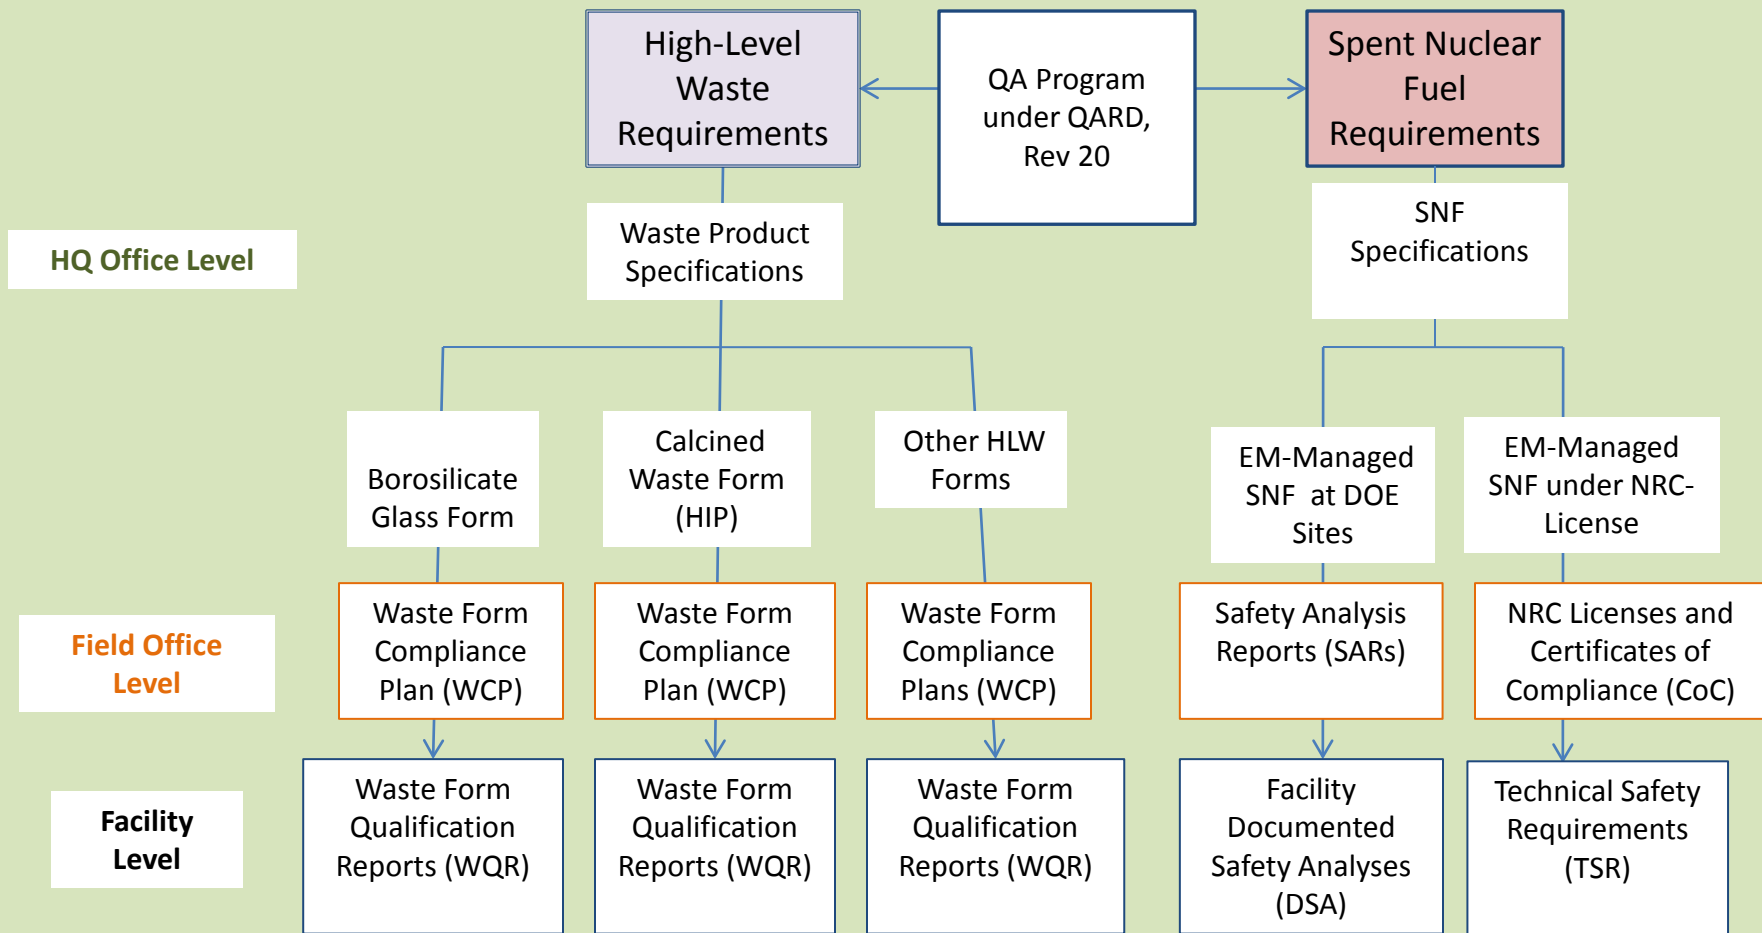 High-Level
Waste
Requirements
QA Program
under QARD,
Rev 20
Spent Nuclear
Fuel
Requirements
HQ Office Level
Waste Product
Specifications
SNF
Specifications
Borosilicate
Glass Form
Calcined
Waste Form
(HIP)
Other HLW
Forms
EM-Managed
SNF at DOE
Sites
EM-Managed
SNF under NRC-
License
Field Office
Level
Waste Form
Compliance
Plan (WCP)
Waste Form
Compliance
Plan (WCP)
Waste Form
Compliance
Plans (WCP)
Safety Analysis
Reports (SARs)
NRC Licenses and
Certificates of
Compliance (CoC)
Facility
Level
Waste Form
Qualification
Reports (WQR)
Waste Form
Qualification
Reports (WQR)
Waste Form
Qualification
Reports (WQR)
Facility
Documented
Safety Analyses
(DSA)
Technical Safety
Requirements
(TSR)